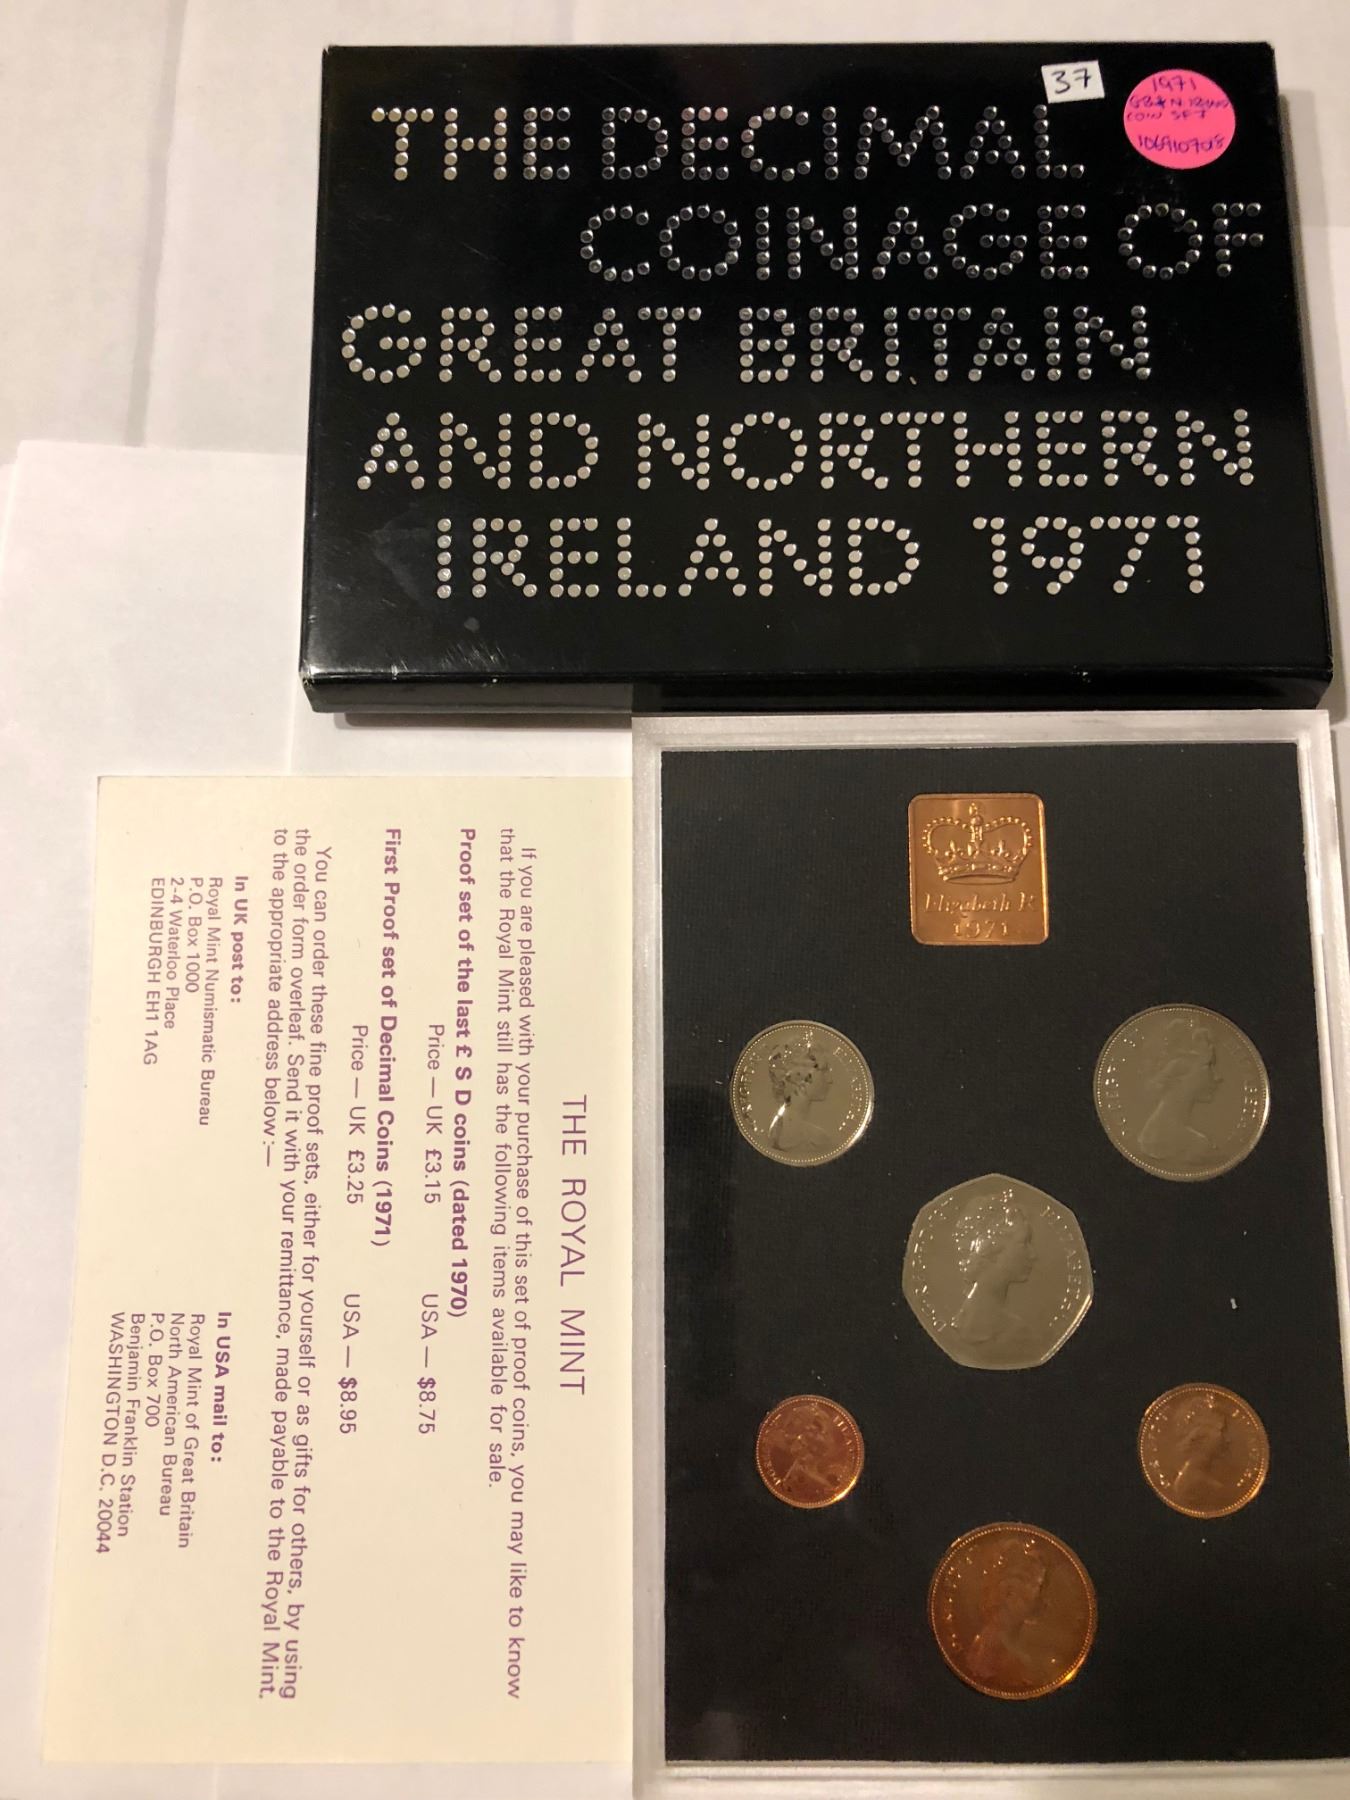 THE DECIMAL
COINAGE OF
GREAT BRITAIN
AND NORTHERN
IRELAND 1971
37
1971
COIN SET
Elizabeth R
1971
THE ROYAL MINT
If you are pleased with your purchase of this set of proof coins, you may like to know
that the Royal Mint still has the following items available for sale.
Proof set of the last £ S D coins (dated 1970)
Price — UK £3.15 USA — $8.75
First Proof set of Decimal Coins (1971)
Price — UK £3.25 USA — $8.95
You can order these fine proof sets, either for yourself or as gifts for others, by using
the order form overleaf. Send it with your remittance, made payable to the Royal Mint,
to the appropriate address below:—
In UK post to:
Royal Mint Numismatic Bureau
P.O. Box 1000
2-4 Waterloo Place
EDINBURGH EH1 1AG
In USA mail to:
Royal Mint of Great Britain
North American Bureau
P.O. Box 700
Benjamin Franklin Station
WASHINGTON D.C. 20044